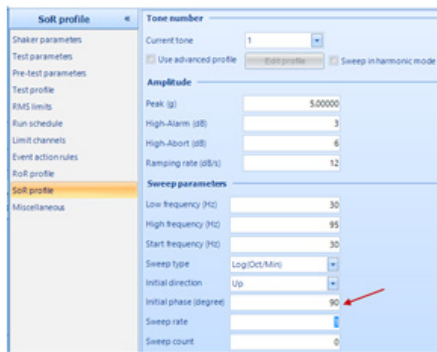 SoR profile «
Shaker parameters
Test parameters
Pre-test parameters
Test profile
RMS limits
Run schedule
Limit channels
Event action rules
RoR profile
SoR profile
Miscellaneous
Tone number
Current tone 1
Use advanced profile Edit profile Sweep in harmonic mode
Amplitude
Peak (g) 5.00000
High-Alarm (dB) 3
High-Abort (dB) 6
Ramping rate (dB/s) 12
Sweep parameters
Low frequency (Hz) 30
High frequency (Hz) 95
Start frequency (Hz) 30
Sweep type Log(Oct/Min)
Initial direction Up
Initial phase (degree) 90
Sweep rate
Sweep count 0